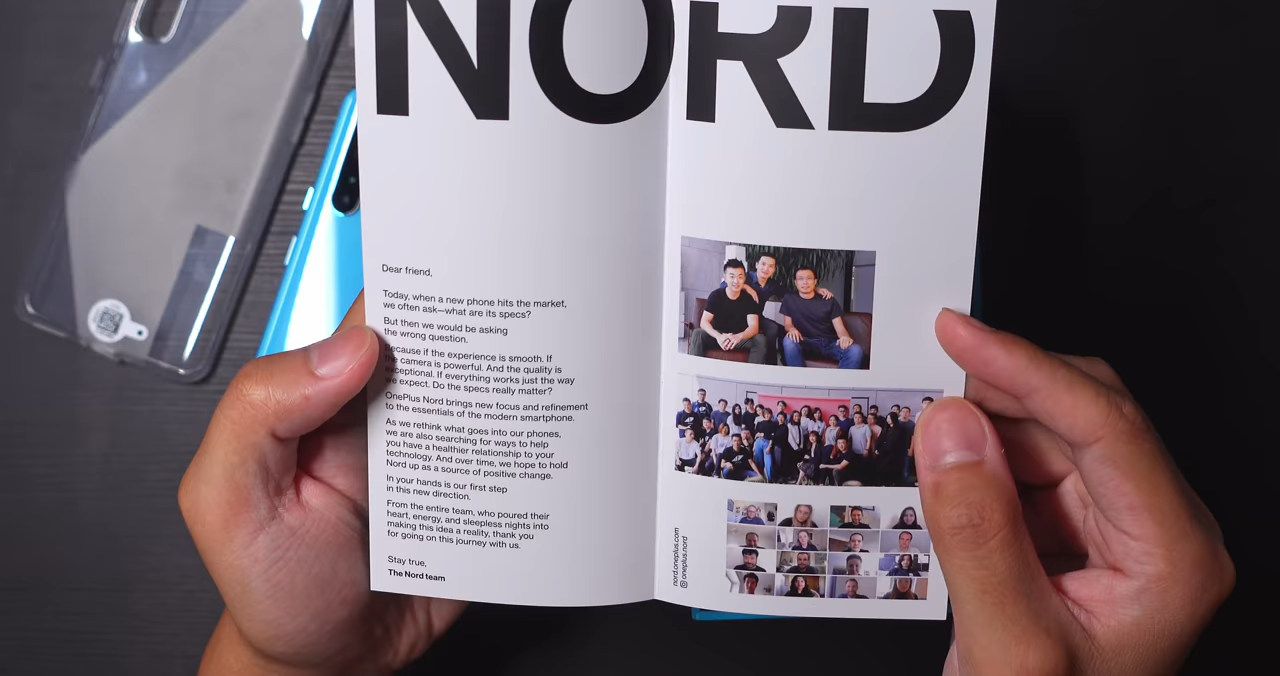 NORD
Dear friend,
Today, when a new phone hits the market,
we often ask—what are its specs?
But then we would be asking
the wrong question.
Because if the experience is smooth. If
the camera is powerful. And the quality is
exceptional. If everything works just the way
we expect. Do the specs really matter?
OnePlus Nord brings new focus and refinement
to the essentials of the modern smartphone.
As we rethink what goes into our phones,
we are also searching for ways to help
you have a healthier relationship to your
technology. And over time, we hope to hold
Nord up as a source of positive change.
In your hands is our first step
in this new direction.
From the entire team, who poured their
heart, energy, and sleepless nights into
making this idea a reality, thank you
for going on this journey with us.
Stay true,
The Nord team
nord.oneplus.com
oneplus.nord